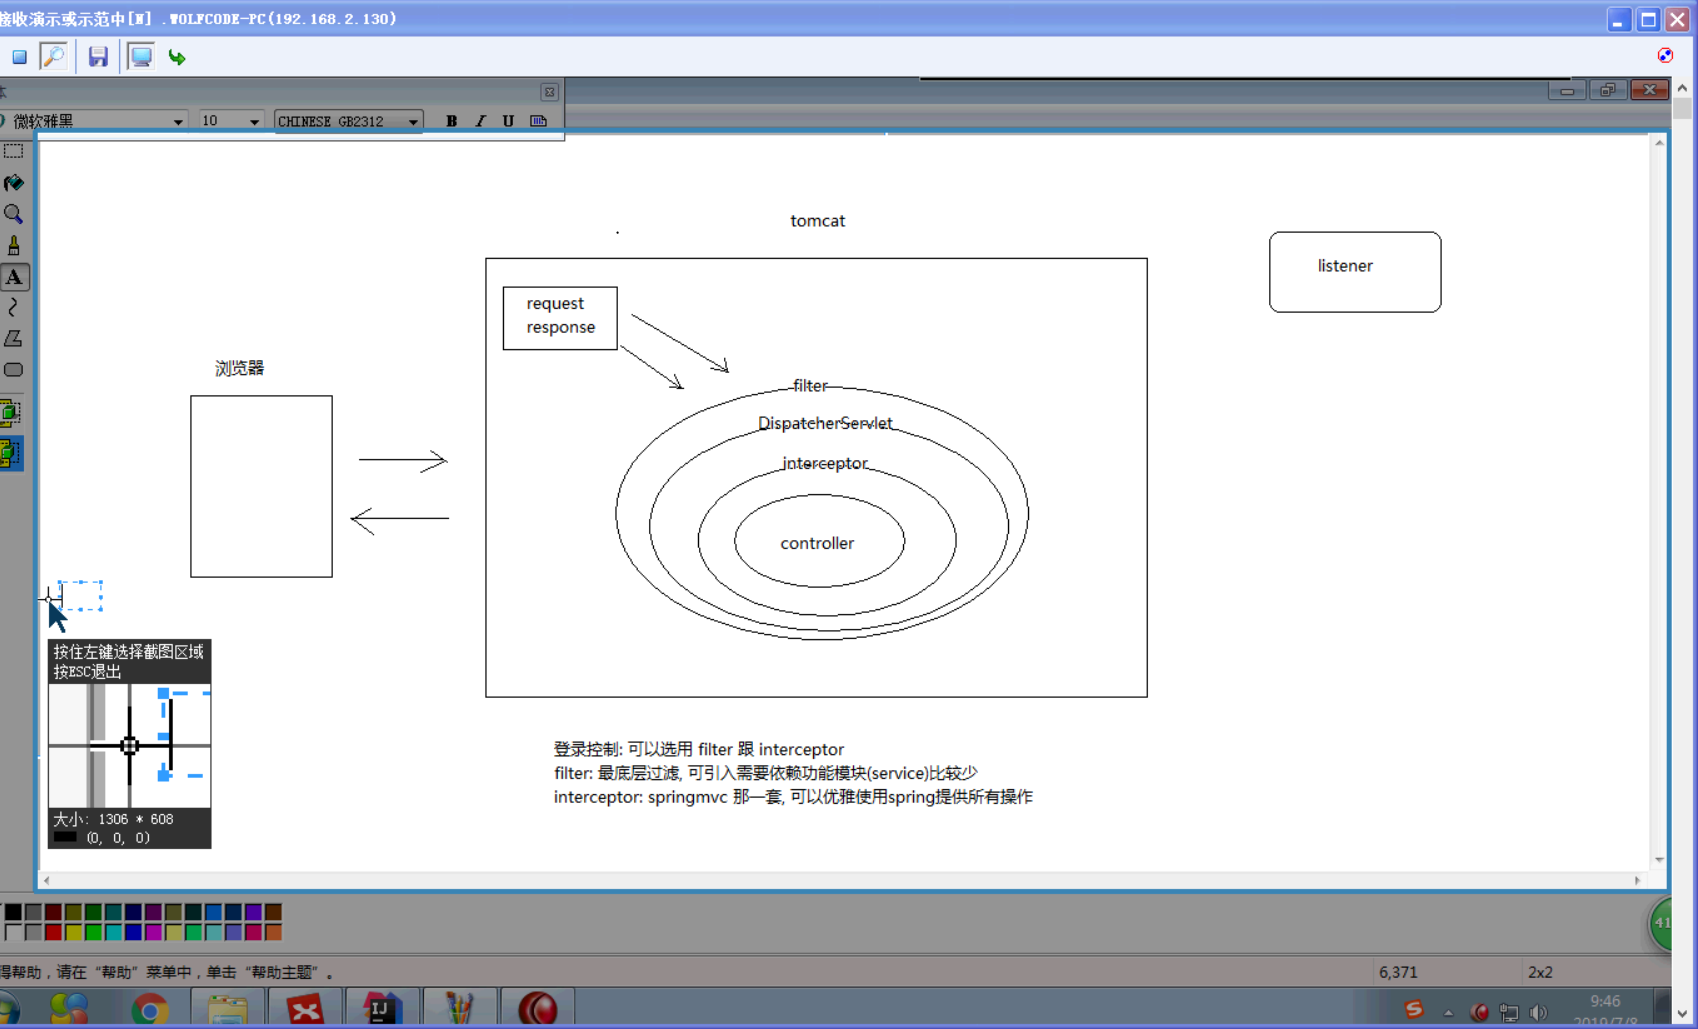 接收演示或示范中[N] .WOLFCODE-PC(192.168.2.130)
本
微软雅黑
10
CHINESE_GB2312
B I U
A
tomcat
listener
request
response
浏览器
filter
DispatcherServlet
interceptor
controller
按住左键选择截图区域
按ESC退出
大小: 1306 * 608
(0, 0, 0)
登录控制: 可以选用 filter 跟 interceptor
filter: 最底层过滤, 可引入需要依赖功能模块(service)比较少
interceptor: springmvc 那一套, 可以优雅使用spring提供所有操作
41
得帮助，请在“帮助”菜单中，单击“帮助主题”。
6,371
2x2
IJ
9:46
2019/7/8